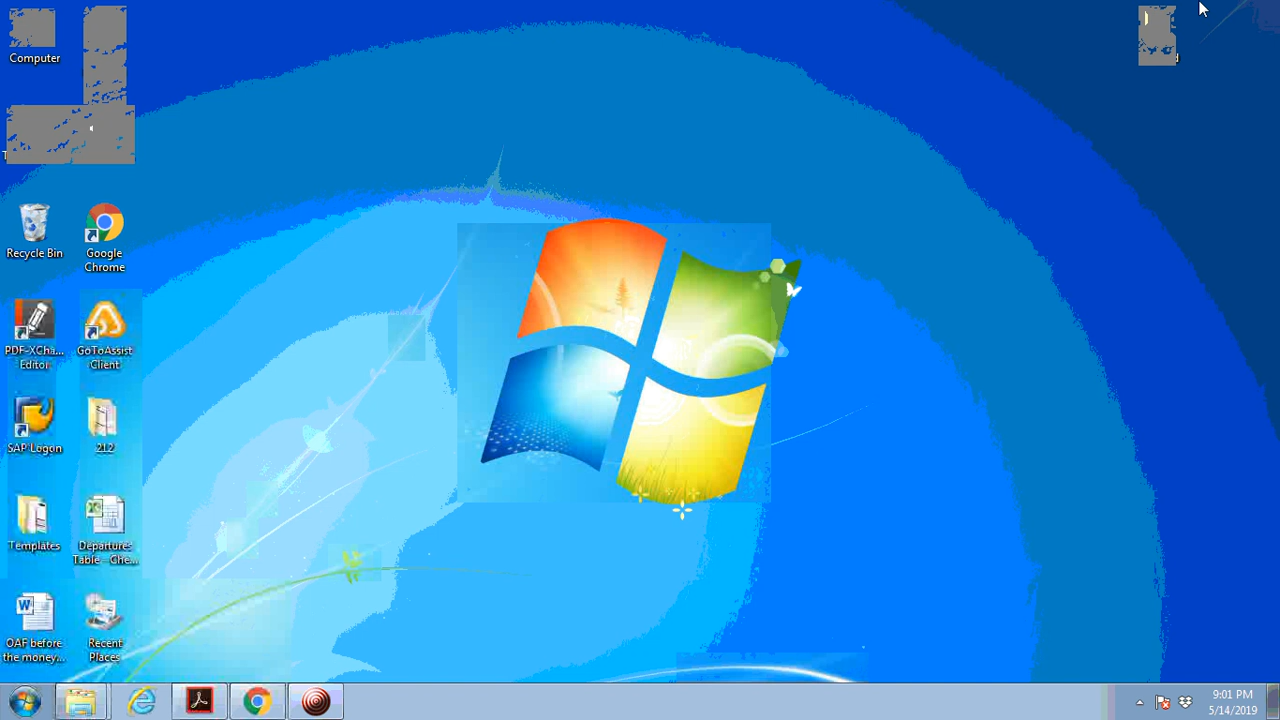 Computer
Recycle Bin
Google
Chrome
PDF-XCha...
Editor
GoToAssist
Client
SAP Logon
212
Templates
Departures
Table - Che...
OAF before
the money...
Recent
Places
9:01 PM
5/14/2019